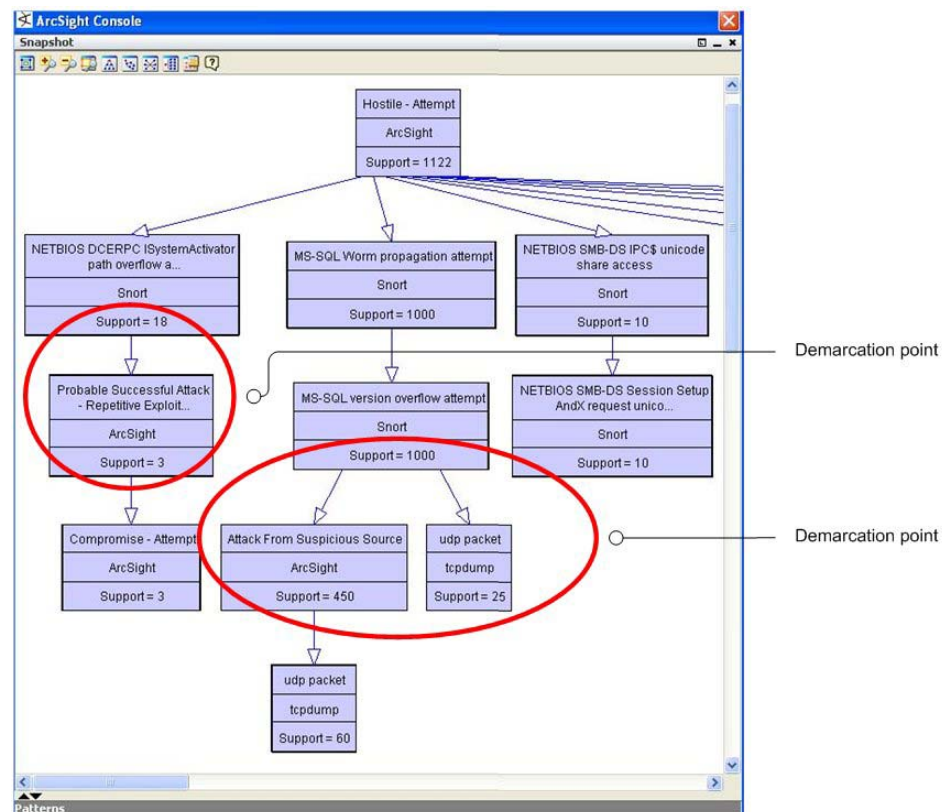 ArcSight Console
Snapshot
Hostile - Attempt
ArcSight
Support = 1122
NETBIOS DCERPC ISystemActivator
path overflow a...
Snort
Support = 18
MS-SQL Worm propagation attempt
Snort
Support = 1000
NETBIOS SMB-DS IPC$ unicode
share access
Snort
Support = 10
Demarcation point
Probable Successful Attack
- Repetitive Exploit...
ArcSight
Support = 3
MS-SQL version overflow attempt
Snort
Support = 1000
NETBIOS SMB-DS Session Setup
AndX request unico...
Snort
Support = 10
Compromise - Attempt
ArcSight
Support = 3
Attack From Suspicious Source
ArcSight
Support = 450
udp packet
tcpdump
Support = 25
Demarcation point
udp packet
tcpdump
Support = 60
Patterns